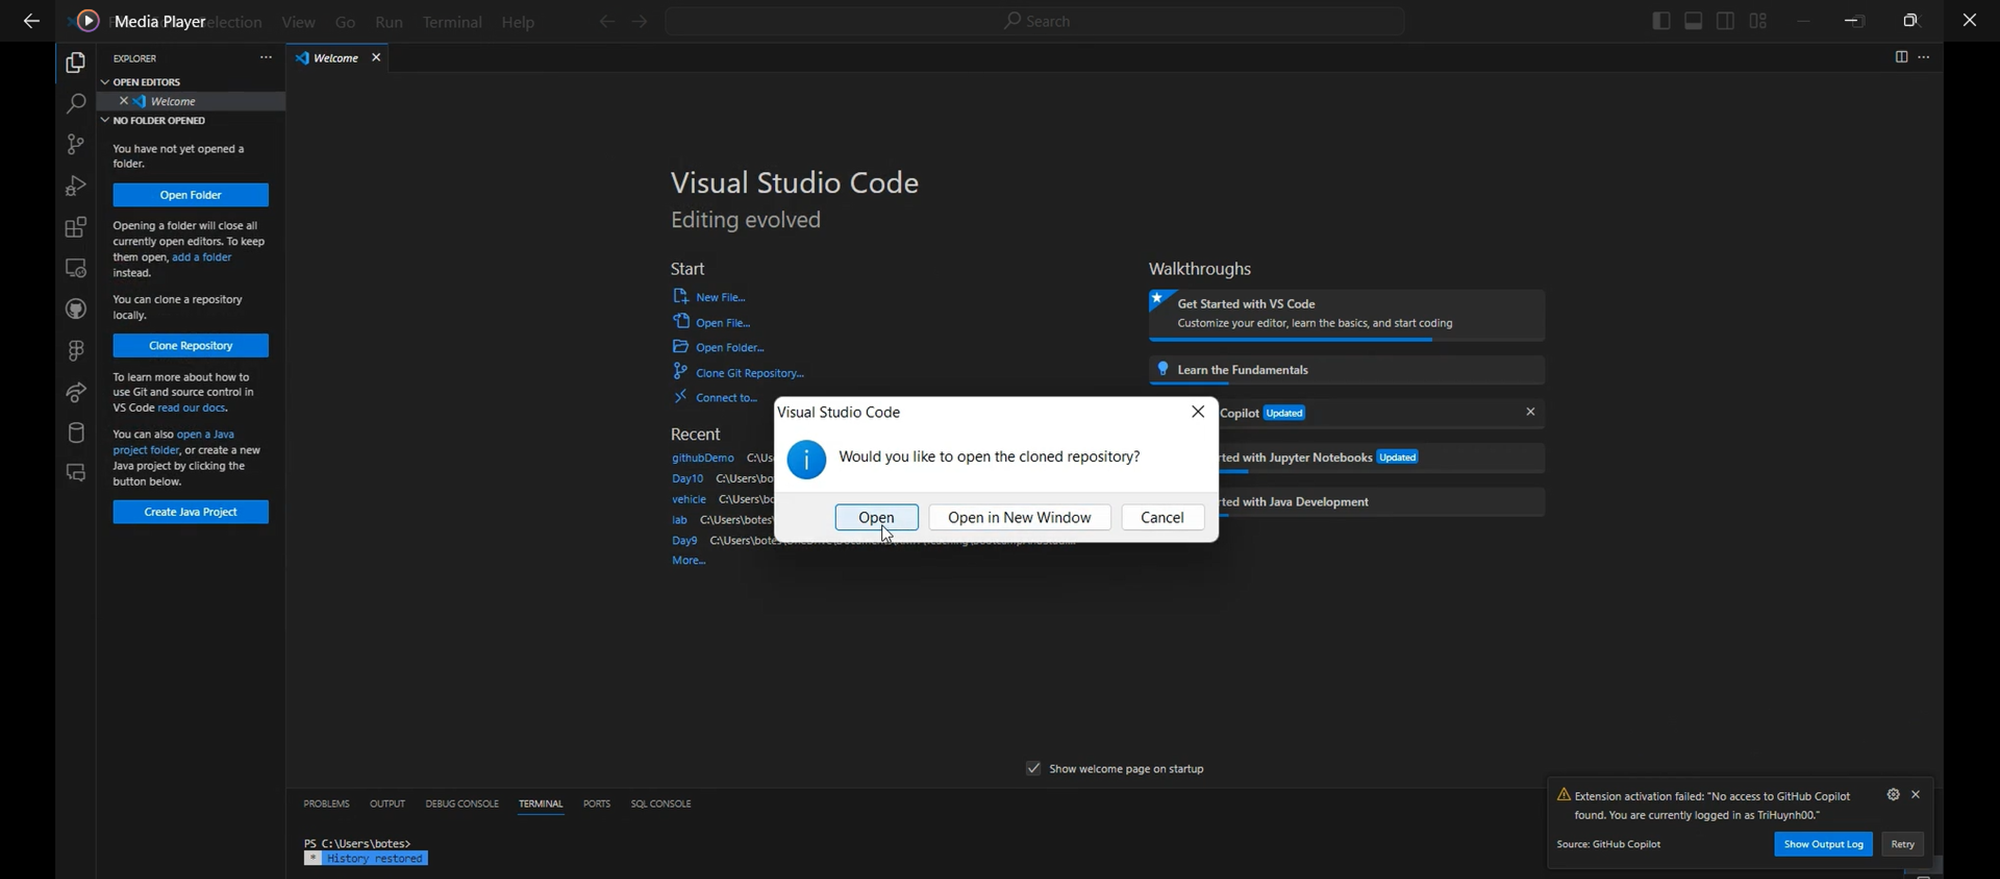 Media Player
election View Go Run Terminal Help
Search
EXPLORER
Welcome
OPEN EDITORS
Welcome
NO FOLDER OPENED
You have not yet opened a
folder.
Open Folder
Opening a folder will close all
currently open editors. To keep
them open, add a folder
instead.
You can clone a repository
locally.
Clone Repository
To learn more about how to
use Git and source control in
VS Code read our docs.
You can also open a Java
project folder, or create a new
Java project by clicking the
button below.
Create Java Project
Visual Studio Code
Editing evolved
Start
New File...
Open File...
Open Folder...
Clone Git Repository...
Connect to...
Recent
githubDemo C:\Us
Day10 C:\Users\bo
vehicle C:\Users\bo
lab C:\Users\botes
Day9 C:\Users\botes
More...
Walkthroughs
Get Started with VS Code
Customize your editor, learn the basics, and start coding
Learn the Fundamentals
Copilot Updated
rted with Jupyter Notebooks Updated
rted with Java Development
Visual Studio Code
Would you like to open the cloned repository?
Open
Open in New Window
Cancel
Show welcome page on startup
PROBLEMS OUTPUT DEBUG CONSOLE TERMINAL PORTS SQL CONSOLE
PS C:\Users\botes>
* History restored
Extension activation failed: "No access to GitHub Copilot
found. You are currently logged in as TriHuynh00."
Source: GitHub Copilot
Show Output Log
Retry